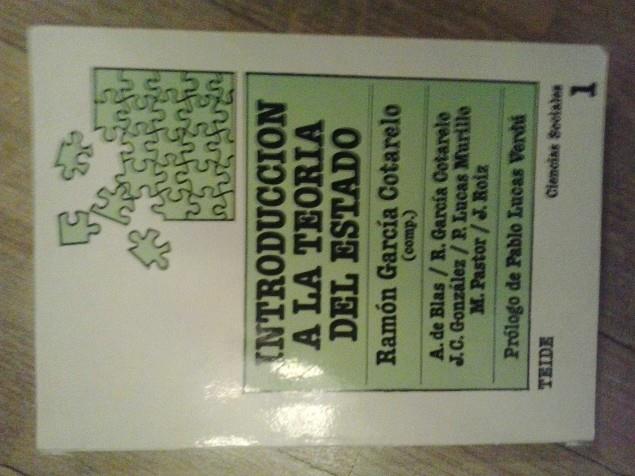 INTRODUCCION
A LA TEORIA
DEL ESTADO
Ramón García Cotarelo
(comp.)
A. de Blas / R. García Cotarelo
J. C. González / P. Lucas Murillo
M. Pastor / J. Roiz
Prólogo de Pablo Lucas Verdú
TEIDE
Ciencias Sociales
1